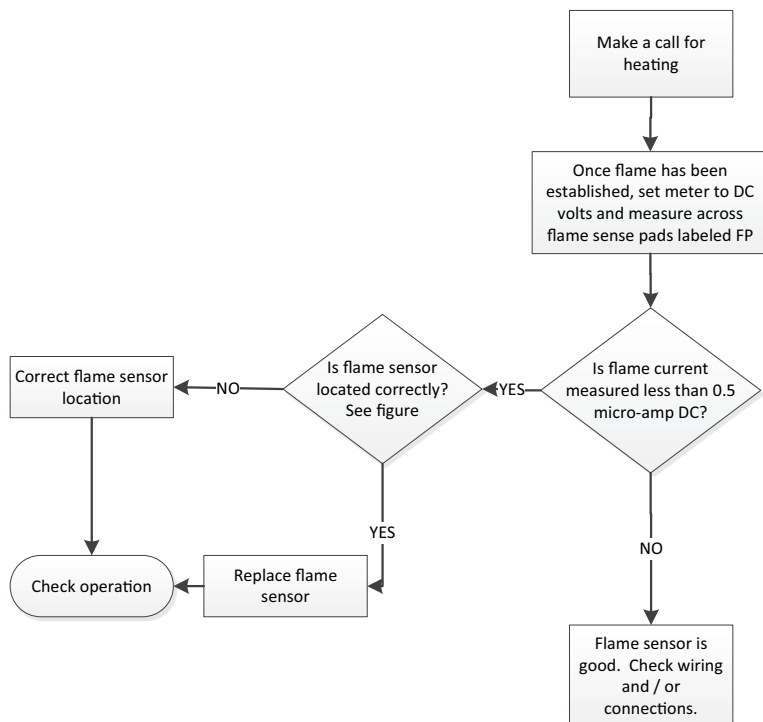 Make a call for
heating
Once flame has been
established, set meter to DC
volts and measure across
flame sense pads labeled FP
Is flame current
measured less than 0.5
micro-amp DC?
YES
Is flame sensor
located correctly?
See figure
NO
Correct flame sensor
location
YES
Replace flame
sensor
Check operation
NO
Flame sensor is
good.  Check wiring
and / or
connections.